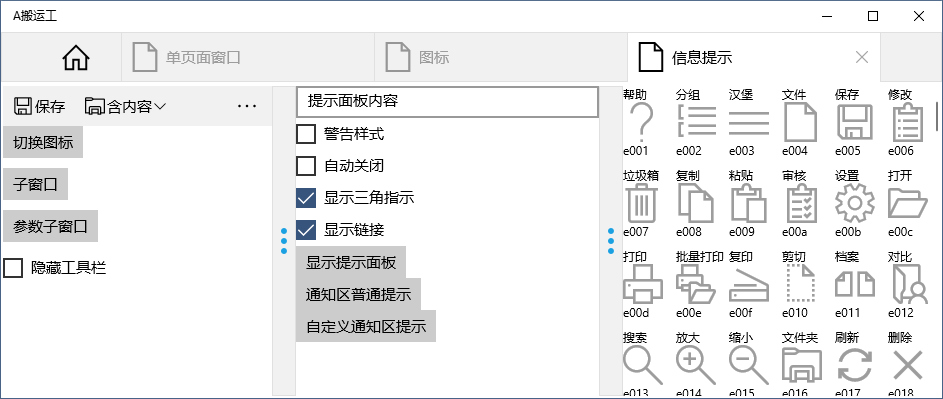 A搬运工
单页面窗口
图标
信息提示
保存
含内容
切换图标
子窗口
参数子窗口
隐藏工具栏
提示面板内容
警告样式
自动关闭
显示三角指示
显示链接
显示提示面板
通知区普通提示
自定义通知区提示
帮助 分组 汉堡 文件 保存 修改
e001 e002 e003 e004 e005 e006
垃圾箱 复制 粘贴 审核 设置 打开
e007 e008 e009 e00a e00b e00c
打印 批量打印 复印 剪切 档案 对比
e00d e00e e00f e010 e011 e012
搜索 放大 缩小 文件夹 刷新 删除
e013 e014 e015 e016 e017 e018